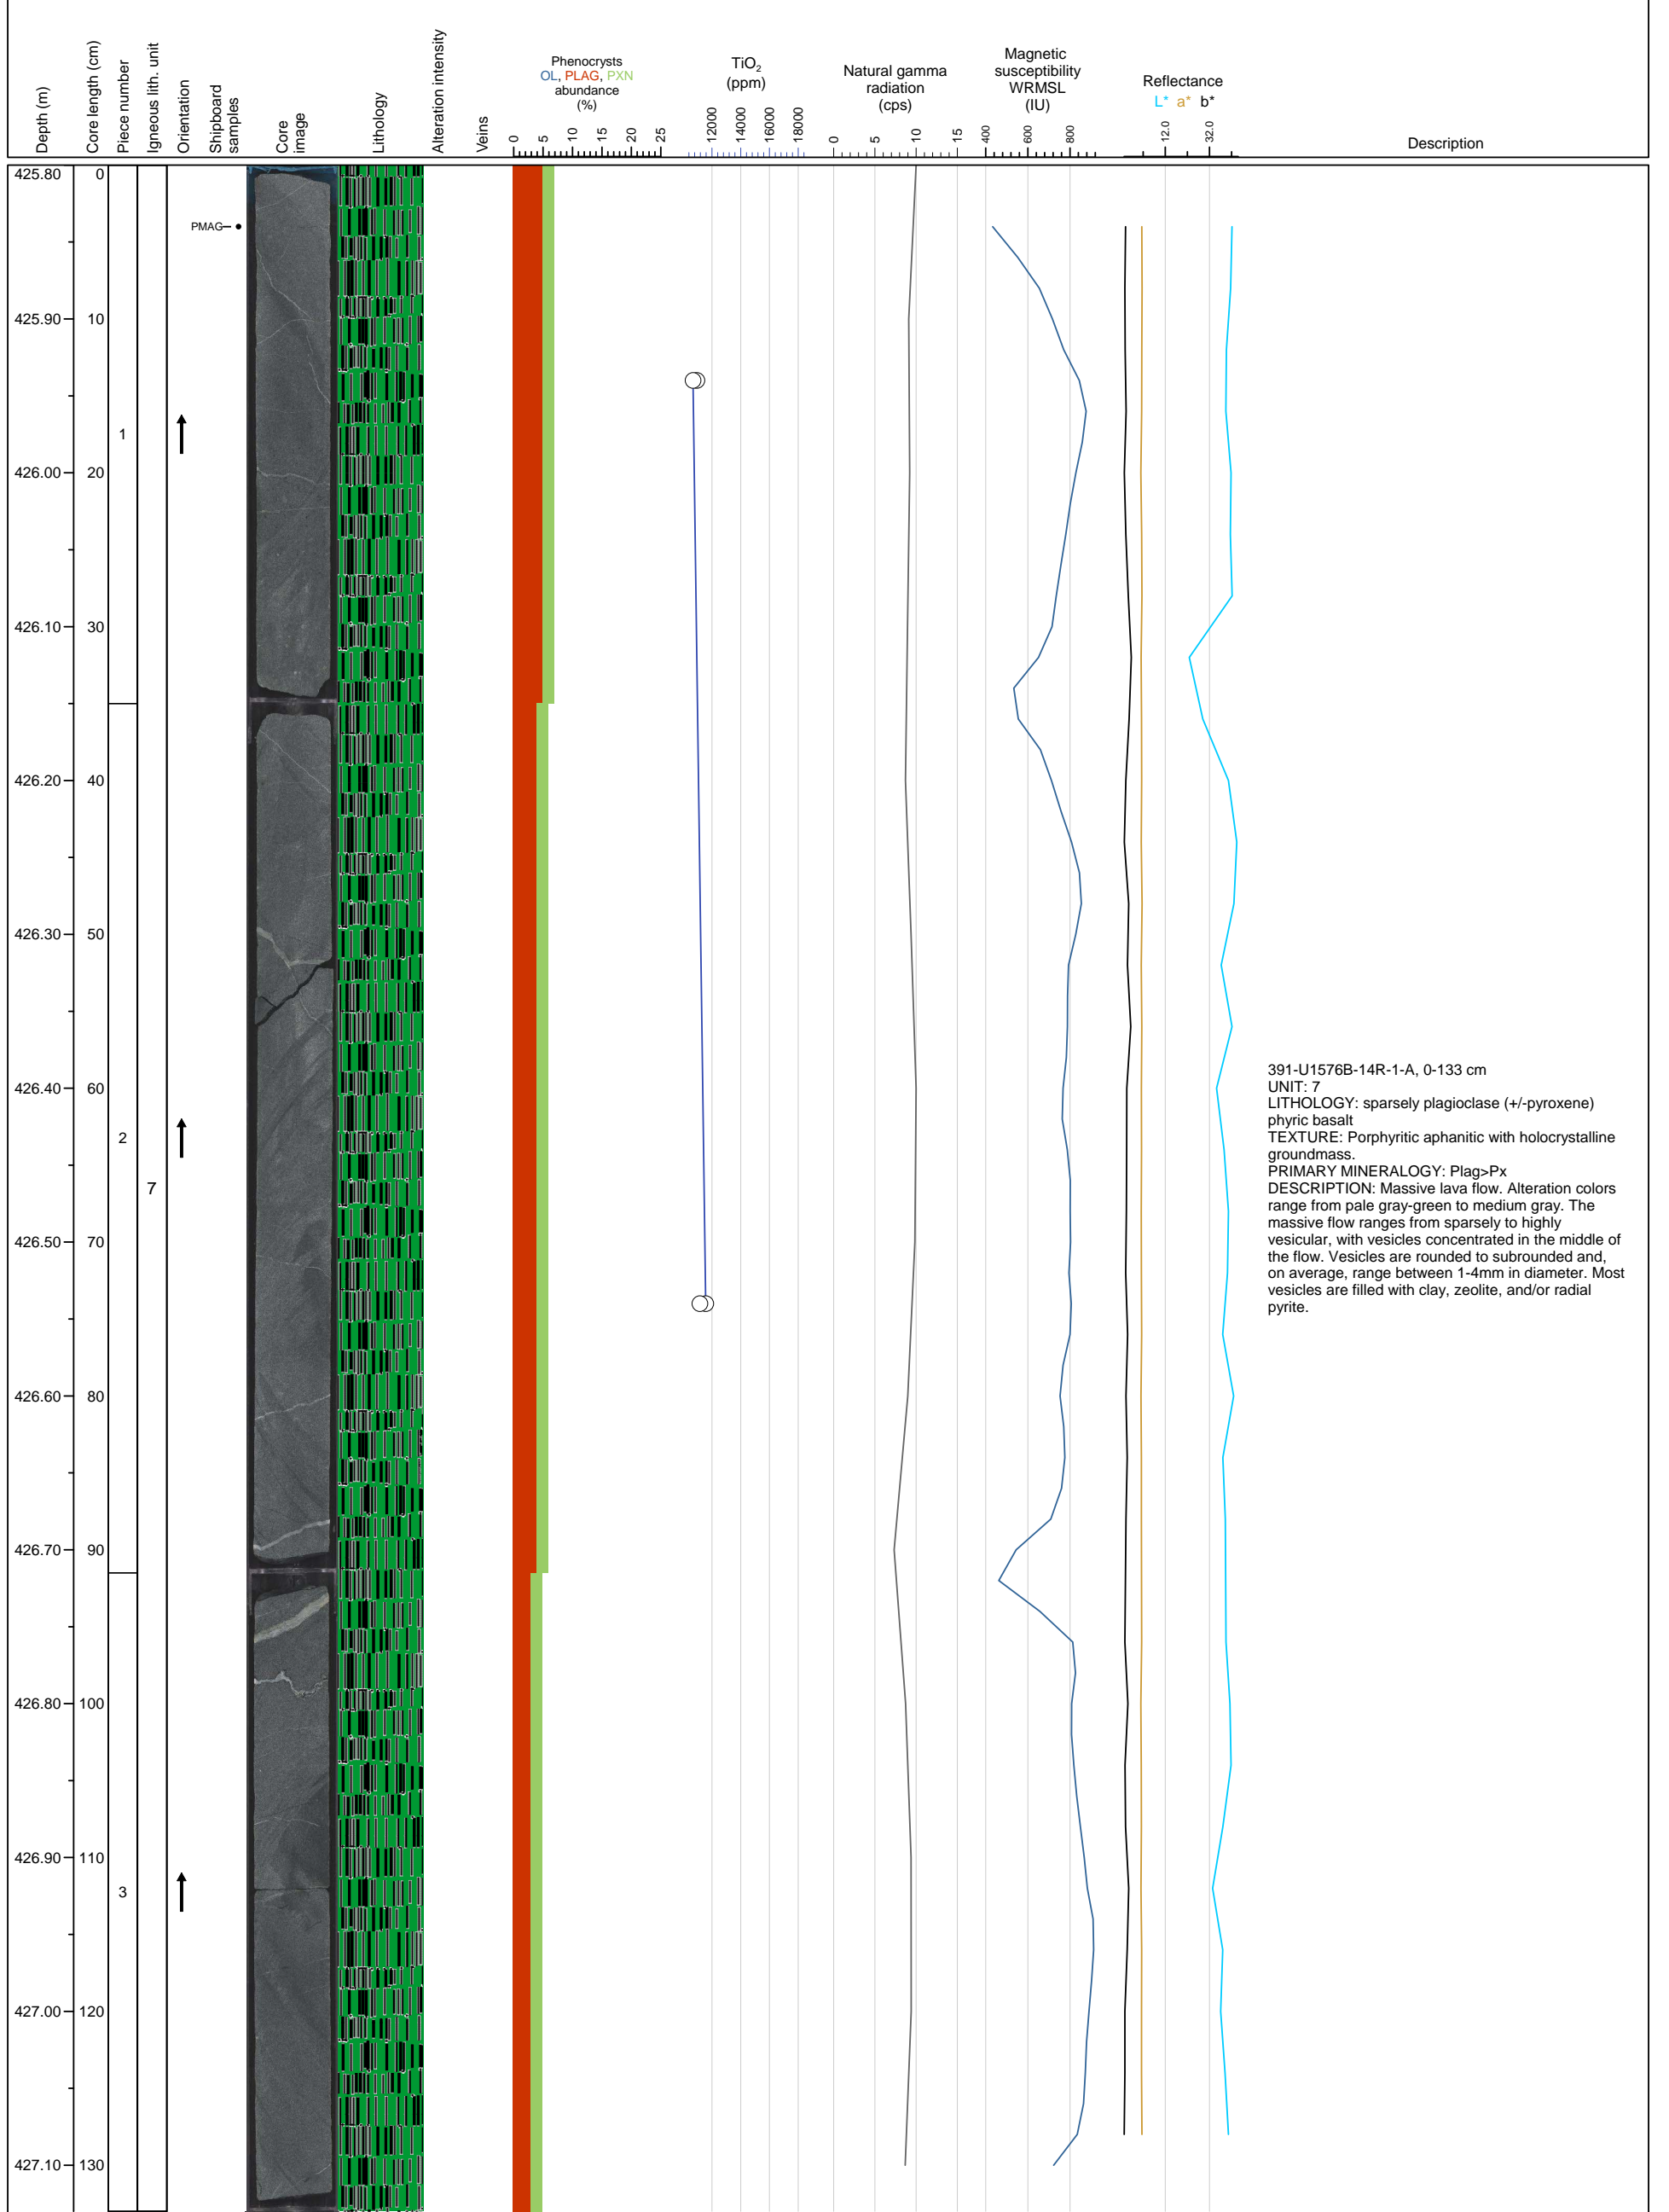 Depth (m)
Core length (cm)
Piece number
Igneous lith. unit
Orientation
Shipboard
samples
Core
image
Lithology
Alteration intensity
Veins
Phenocrysts
OL, PLAG, PXN
abundance
(%)
0 5 10 15 20 25
TiO2
(ppm)
12000 14000 16000 18000
Natural gamma
radiation
(cps)
0 5 10 15
Magnetic
susceptibility
WRMSL
(IU)
400 600 800
Reflectance
L* a* b*
12.0 32.0
Description
425.80 0
PMAG
425.90 10
1
426.00 20
426.10 30
426.20 40
426.30 50
426.40 60
2
7
426.50 70
426.60 80
426.70 90
426.80 100
426.90 110
3
427.00 120
427.10 130
391-U1576B-14R-1-A, 0-133 cm
UNIT: 7
LITHOLOGY: sparsely plagioclase (+/-pyroxene)
phyric basalt
TEXTURE: Porphyritic aphanitic with holocrystalline
groundmass.
PRIMARY MINERALOGY: Plag>Px
DESCRIPTION: Massive lava flow. Alteration colors
range from pale gray-green to medium gray. The
massive flow ranges from sparsely to highly
vesicular, with vesicles concentrated in the middle of
the flow. Vesicles are rounded to subrounded and,
on average, range between 1-4mm in diameter. Most
vesicles are filled with clay, zeolite, and/or radial
pyrite.